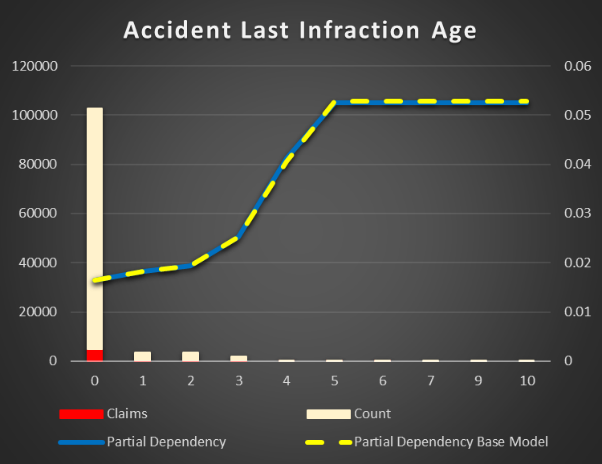 Accident Last Infraction Age
120000 0.06
100000 0.05
80000 0.04
60000 0.03
40000 0.02
20000 0.01
0 0
0 1 2 3 4 5 6 7 8 9 10
Claims Count
Partial Dependency Partial Dependency Base Model